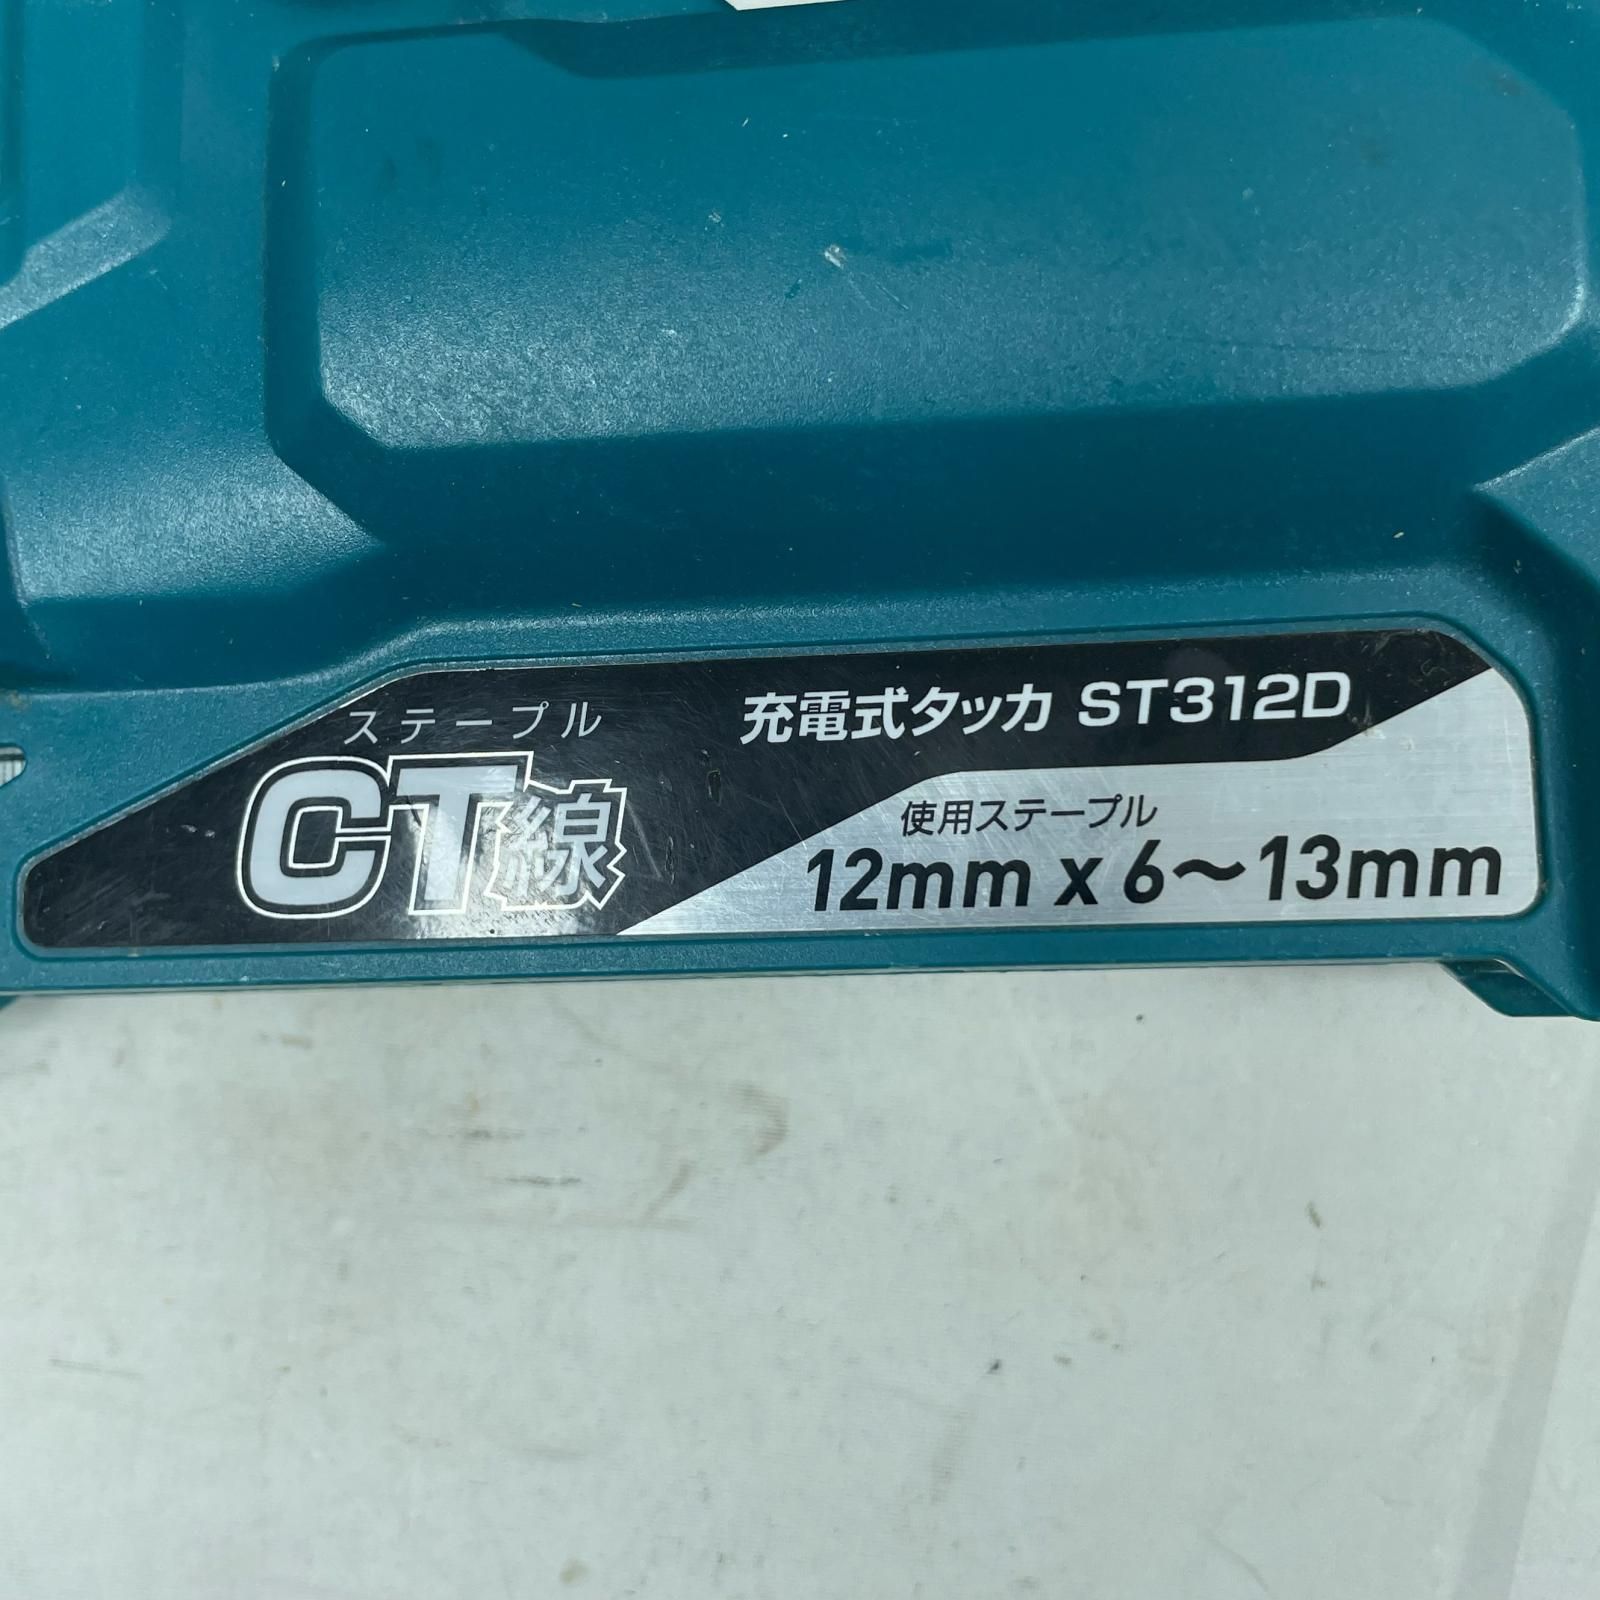 ステープル
CT線
充電式タッカ ST312D
使用ステープル
12mm x 6～13mm